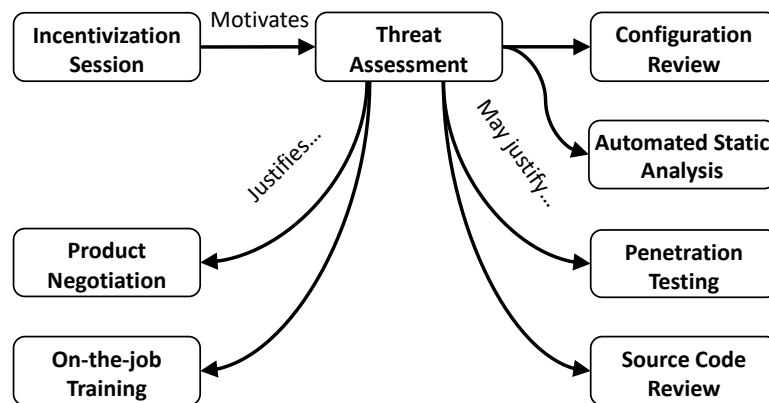 Incentivization
Session
Motivates
Threat
Assessment
Configuration
Review
Automated Static
Analysis
Justifies...
May justify...
Product
Negotiation
Penetration
Testing
On-the-job
Training
Source Code
Review